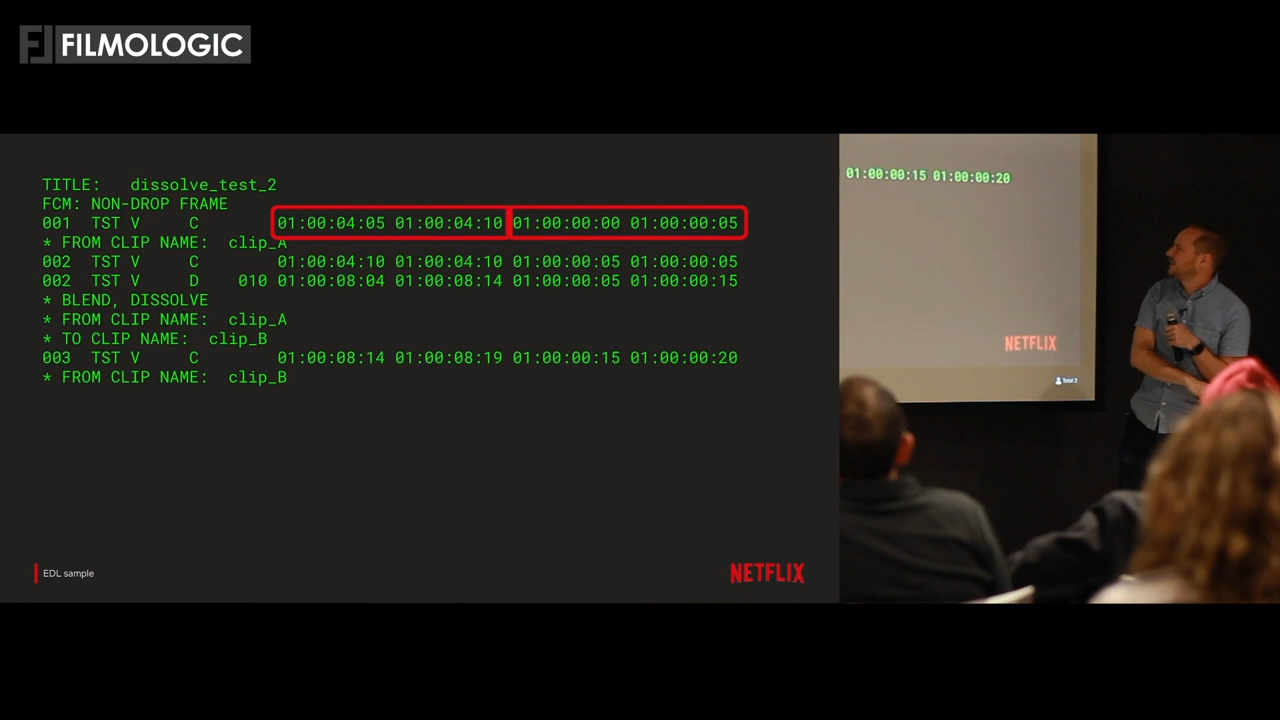 FILMOLOGIC
TITLE: dissolve_test_2
FCM: NON-DROP FRAME
001 TST V C 01:00:04:05 01:00:04:10 01:00:00:00 01:00:00:05
* FROM CLIP NAME: clip_A
002 TST V C 01:00:04:10 01:00:04:10 01:00:00:05 01:00:00:05
002 TST V D 010 01:00:08:04 01:00:08:14 01:00:00:05 01:00:00:15
* BLEND, DISSOLVE
* FROM CLIP NAME: clip_A
* TO CLIP NAME: clip_B
003 TST V C 01:00:08:14 01:00:08:19 01:00:00:15 01:00:00:20
* FROM CLIP NAME: clip_B
EDL sample
NETFLIX
01:00:00:15 01:00:00:20
NETFLIX
Total 2